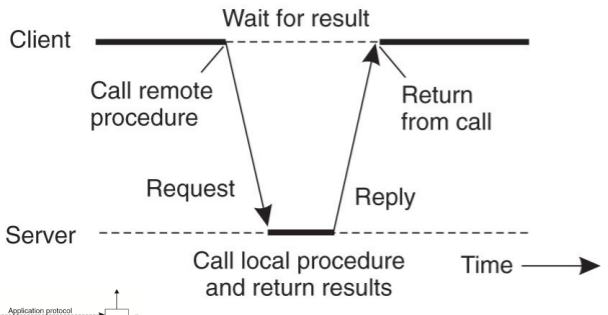 Wait for result
Client
Call remote
procedure
Return
from call
Request
Reply
Server
Call local procedure
and return results
Time
Application protocol